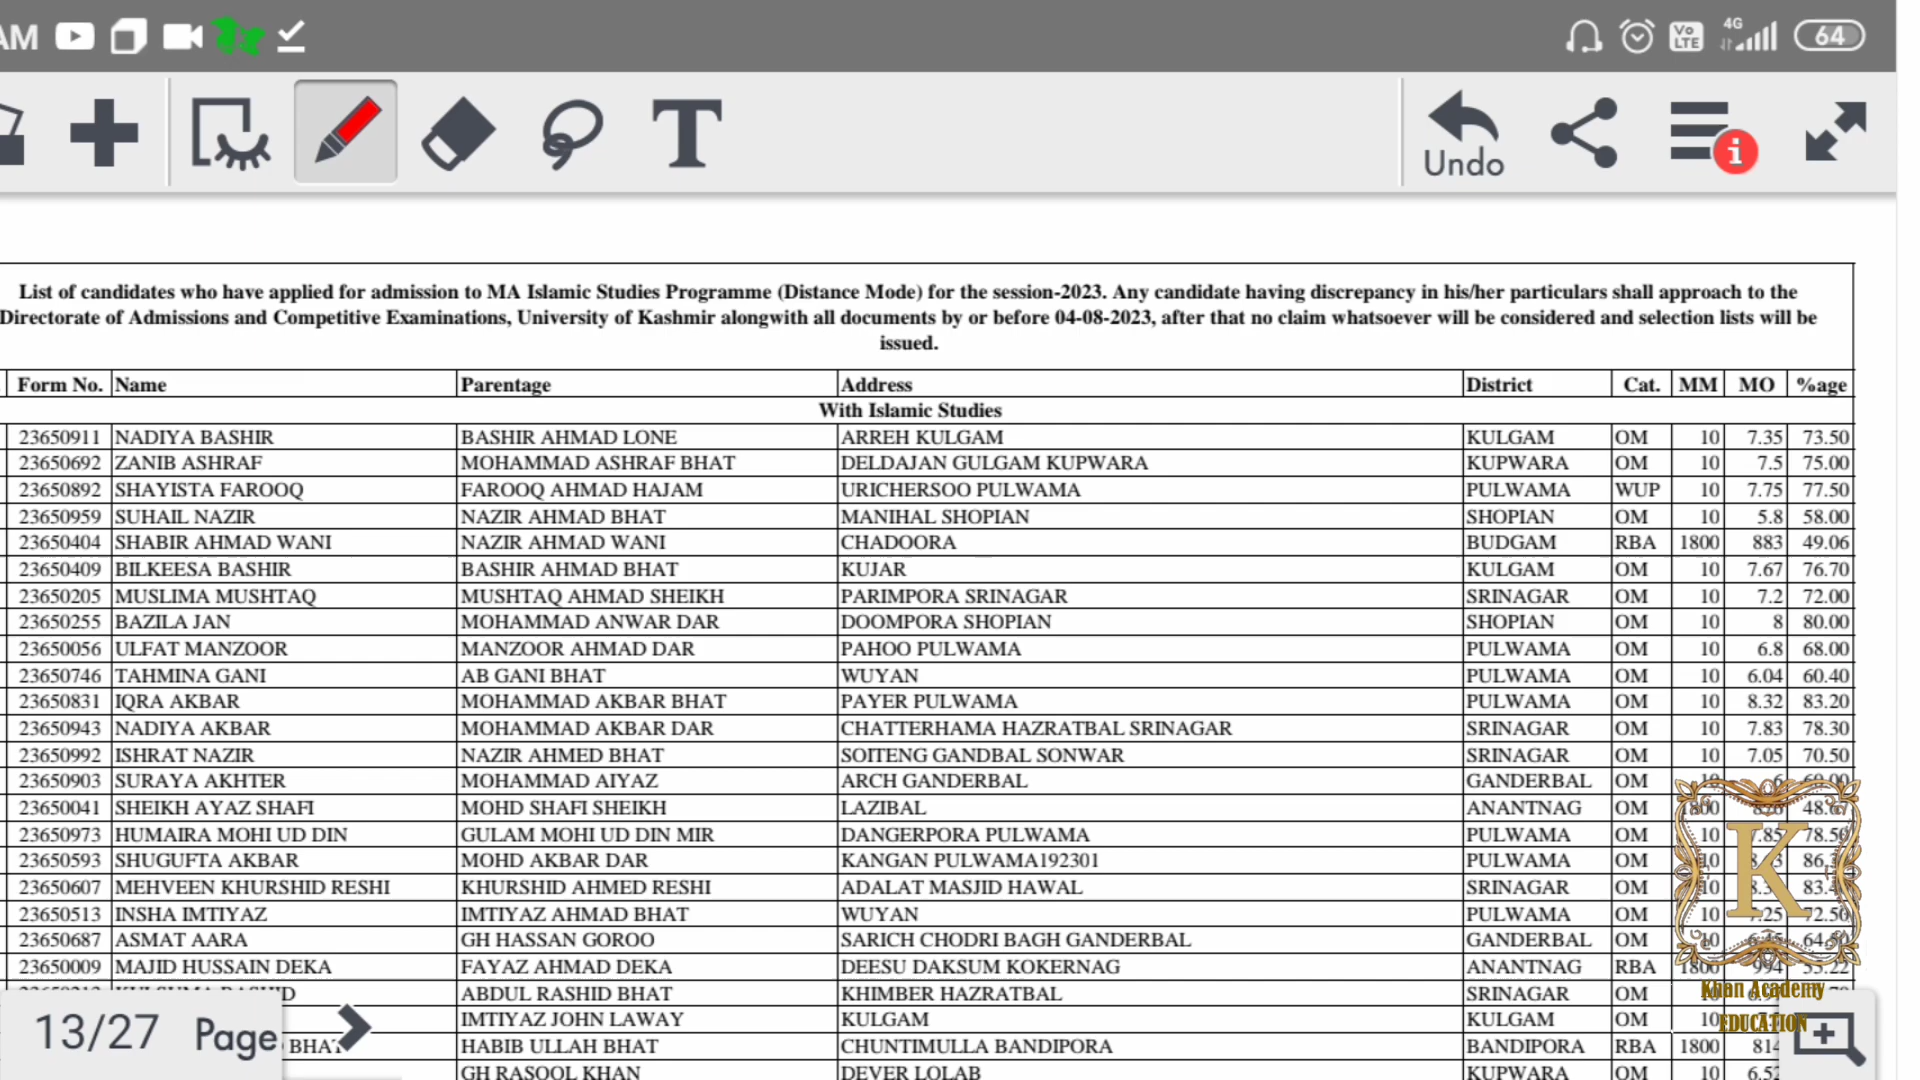 AM Vo LTE 4G 64
T Undo
List of candidates who have applied for admission to MA Islamic Studies Programme (Distance Mode) for the session-2023. Any candidate having discrepancy in his/her particulars shall approach to the
Directorate of Admissions and Competitive Examinations, University of Kashmir alongwith all documents by or before 04-08-2023, after that no claim whatsoever will be considered and selection lists will be
issued.
Form No. Name Parentage Address District Cat. MM MO %age
With Islamic Studies
23650911 NADIYA BASHIR BASHIR AHMAD LONE ARREH KULGAM KULGAM OM 10 7.35 73.50
23650692 ZANIB ASHRAF MOHAMMAD ASHRAF BHAT DELDAJAN GULGAM KUPWARA KUPWARA OM 10 7.5 75.00
23650892 SHAYISTA FAROOQ FAROOQ AHMAD HAJAM URICHERSOO PULWAMA PULWAMA WUP 10 7.75 77.50
23650959 SUHAIL NAZIR NAZIR AHMAD BHAT MANIHAL SHOPIAN SHOPIAN OM 10 5.8 58.00
23650404 SHABIR AHMAD WANI NAZIR AHMAD WANI CHADOORA BUDGAM RBA 1800 883 49.06
23650409 BILKEESA BASHIR BASHIR AHMAD BHAT KUJAR KULGAM OM 10 7.67 76.70
23650205 MUSLIMA MUSHTAQ MUSHTAQ AHMAD SHEIKH PARIMPORA SRINAGAR SRINAGAR OM 10 7.2 72.00
23650255 BAZILA JAN MOHAMMAD ANWAR DAR DOOMPORA SHOPIAN SHOPIAN OM 10 8 80.00
23650056 ULFAT MANZOOR MANZOOR AHMAD DAR PAHOO PULWAMA PULWAMA OM 10 6.8 68.00
23650746 TAHMINA GANI AB GANI BHAT WUYAN PULWAMA OM 10 6.04 60.40
23650831 IQRA AKBAR MOHAMMAD AKBAR BHAT PAYER PULWAMA PULWAMA OM 10 8.32 83.20
23650943 NADIYA AKBAR MOHAMMAD AKBAR DAR CHATTERHAMA HAZRATBAL SRINAGAR SRINAGAR OM 10 7.83 78.30
23650992 ISHRAT NAZIR NAZIR AHMED BHAT SOITENG GANDBAL SONWAR SRINAGAR OM 10 7.05 70.50
23650903 SURAYA AKHTER MOHAMMAD AIYAZ ARCH GANDERBAL GANDERBAL OM 10 6 60.00
23650041 SHEIKH AYAZ SHAFI MOHD SHAFI SHEIKH LAZIBAL ANANTNAG OM 1800
23650973 HUMAIRA MOHI UD DIN GULAM MOHI UD DIN MIR DANGERPORA PULWAMA PULWAMA OM 10 7.85 78.50
23650593 SHUGUFTA AKBAR MOHD AKBAR DAR KANGAN PULWAMA192301 PULWAMA OM 10
23650607 MEHVEEN KHURSHID RESHI KHURSHID AHMED RESHI ADALAT MASJID HAWAL SRINAGAR OM 10
23650513 INSHA IMTIYAZ IMTIYAZ AHMAD BHAT WUYAN PULWAMA OM 10 7.25 72.50
23650687 ASMAT AARA GH HASSAN GOROO SARICH CHODRI BAGH GANDERBAL GANDERBAL OM 10
23650009 MAJID HUSSAIN DEKA FAYAZ AHMAD DEKA DEESU DAKSUM KOKERNAG ANANTNAG RBA 1800 994 55.22
ABDUL RASHID BHAT KHIMBER HAZRATBAL SRINAGAR OM
IMTIYAZ JOHN LAWAY KULGAM KULGAM OM 10
BHAT HABIB ULLAH BHAT CHUNTIMULLA BANDIPORA BANDIPORA RBA 1800 814
GH RASOOL KHAN DEVER LOLAB KUPWARA OM 10 6.52
13/27 Page
K
Khan Academy
EDUCATION